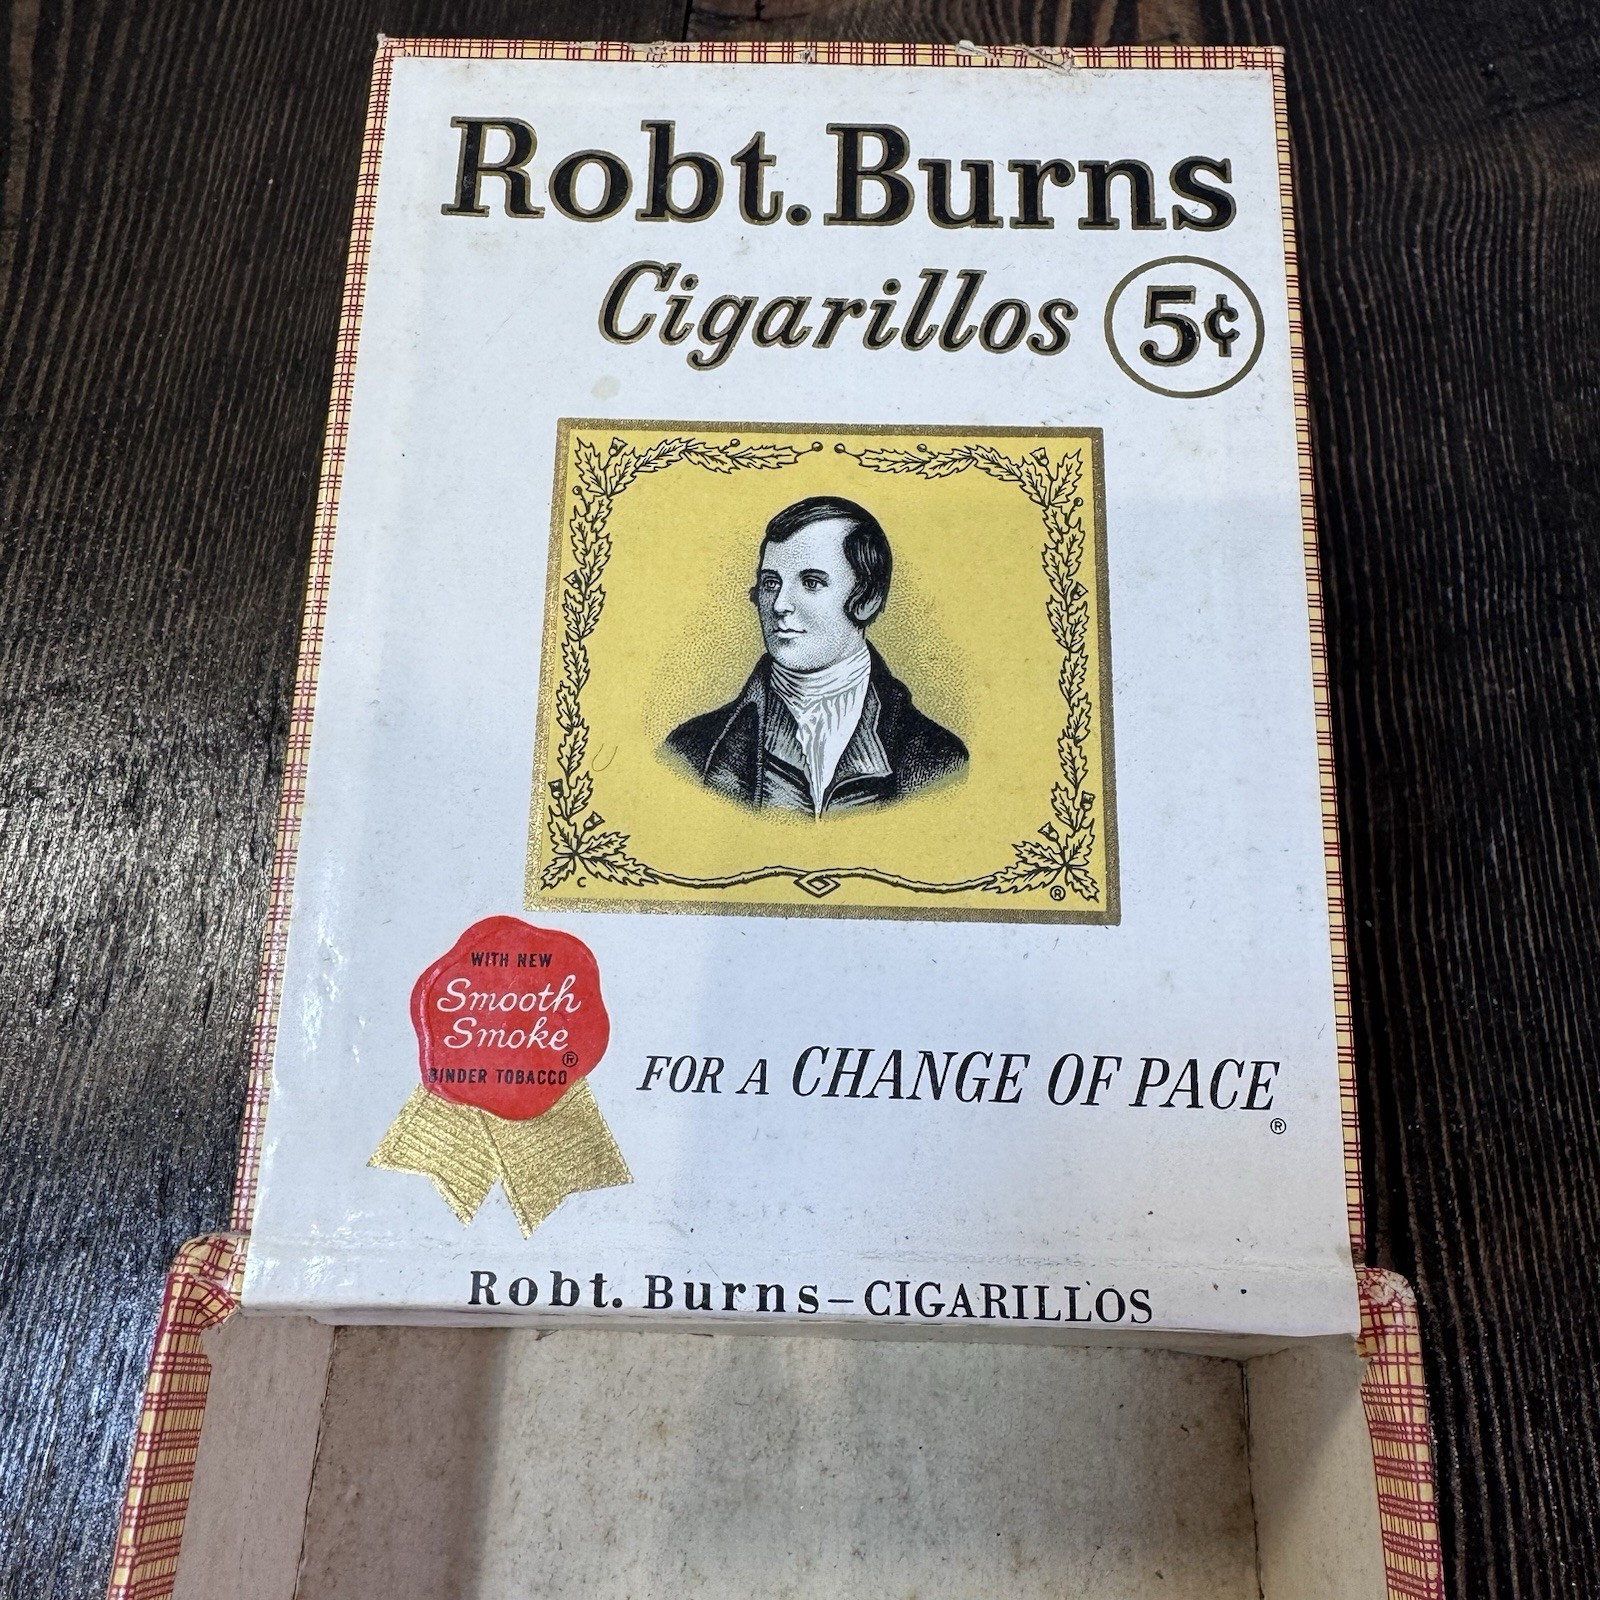 Robt. Burns
Cigarillos 5¢
C ®
WITH NEW
Smooth
Smoke®
BINDER TOBACCO
FOR A CHANGE OF PACE®
Robt. Burns–CIGARILLOS